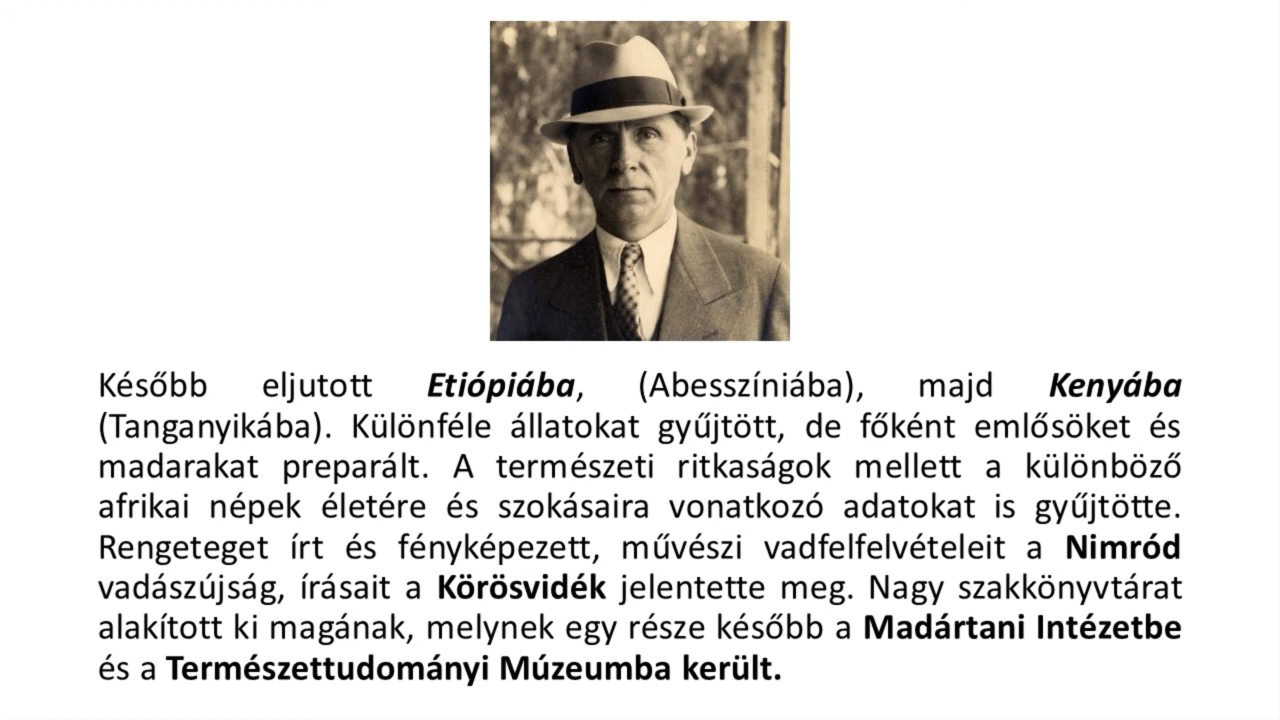 Később eljutott Etiópiába, (Abesszíniába), majd Kenyába
(Tanganyikába). Különféle állatokat gyűjtött, de főként emlősöket és
madarakat preparált. A természeti ritkaságok mellett a különböző
afrikai népek életére és szokásaira vonatkozó adatokat is gyűjtötte.
Rengeteget írt és fényképezett, művészi vadfelfelvételeit a Nimród
vadászújság, írásait a Körösvidék jelentette meg. Nagy szakkönyvtárat
alakított ki magának, melynek egy része később a Madártani Intézetbe
és a Természettudományi Múzeumba került.